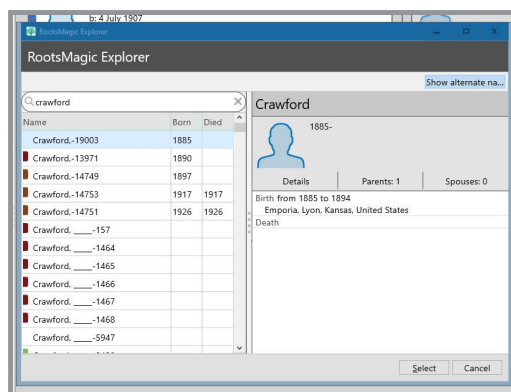 b: 4 July 1907
RootsMagic Explorer
RootsMagic Explorer
Show alternate na...
crawford
Name Born Died
Crawford,-19003 1885
Crawford,-13971 1890
Crawford,-14749 1897
Crawford,-14753 1917 1917
Crawford,-14751 1926 1926
Crawford, ____-157
Crawford, ____-1464
Crawford, ____-1465
Crawford, ____-1466
Crawford, ____-1467
Crawford, ____-1468
Crawford, ____-5947
Crawford
1885-
Details Parents: 1 Spouses: 0
Birth from 1885 to 1894
Emporia, Lyon, Kansas, United States
Death
Select Cancel